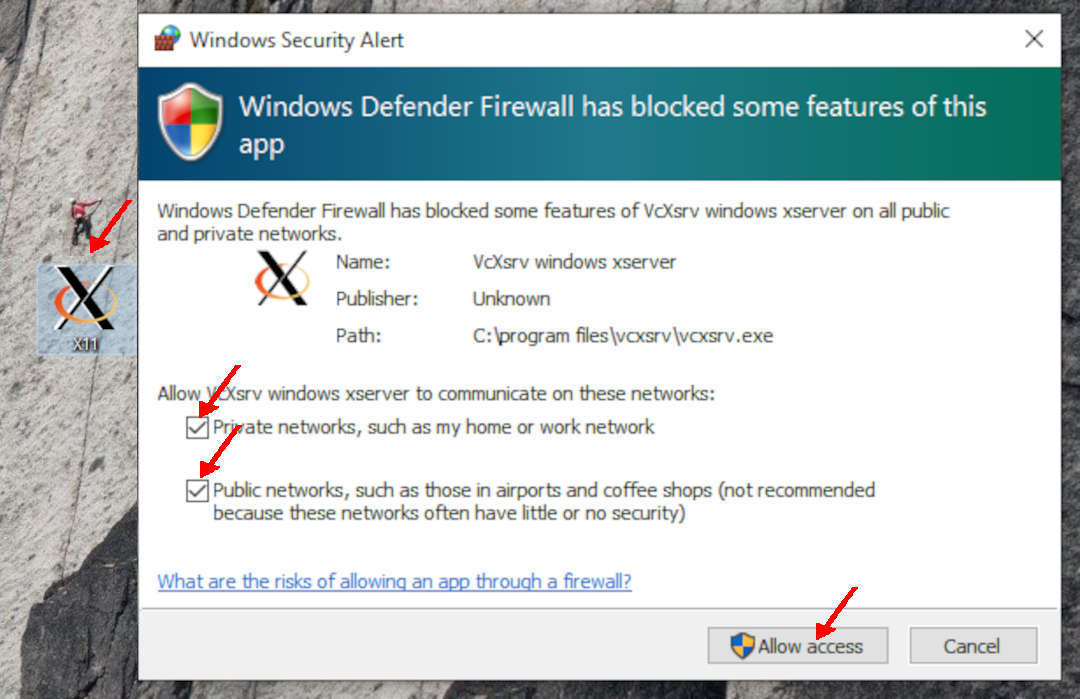 Windows Security Alert
Windows Defender Firewall has blocked some features of this
app
Windows Defender Firewall has blocked some features of VcXsrv windows xserver on all public
and private networks.
Name: VcXsrv windows xserver
Publisher: Unknown
Path: C:\program files\vcxsrv\vcxsrv.exe
X11
Allow VcXsrv windows xserver to communicate on these networks:
Private networks, such as my home or work network
Public networks, such as those in airports and coffee shops (not recommended
because these networks often have little or no security)
What are the risks of allowing an app through a firewall?
Allow access Cancel